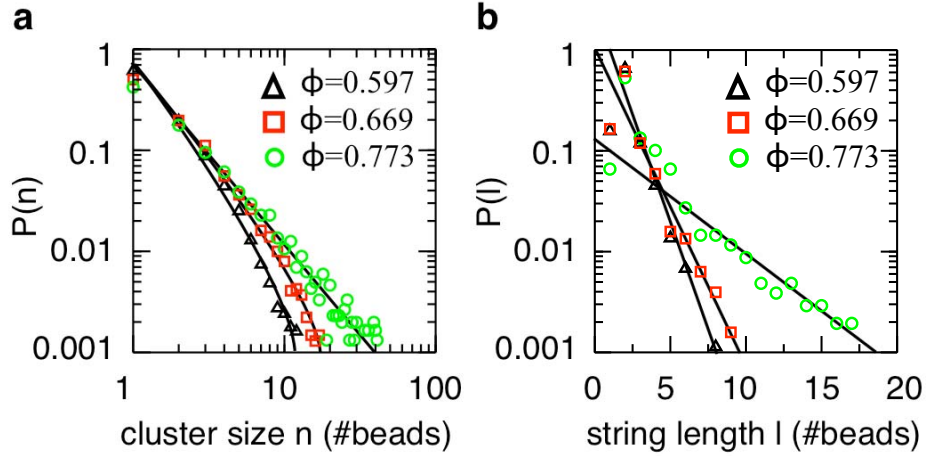 a
1
0.1
0.01
0.001
P(n)
ϕ=0.597
ϕ=0.669
ϕ=0.773
1 10 100
cluster size n (#beads)
b
1
0.1
0.01
0.001
P(l)
ϕ=0.597
ϕ=0.669
ϕ=0.773
0 5 10 15 20
string length l (#beads)